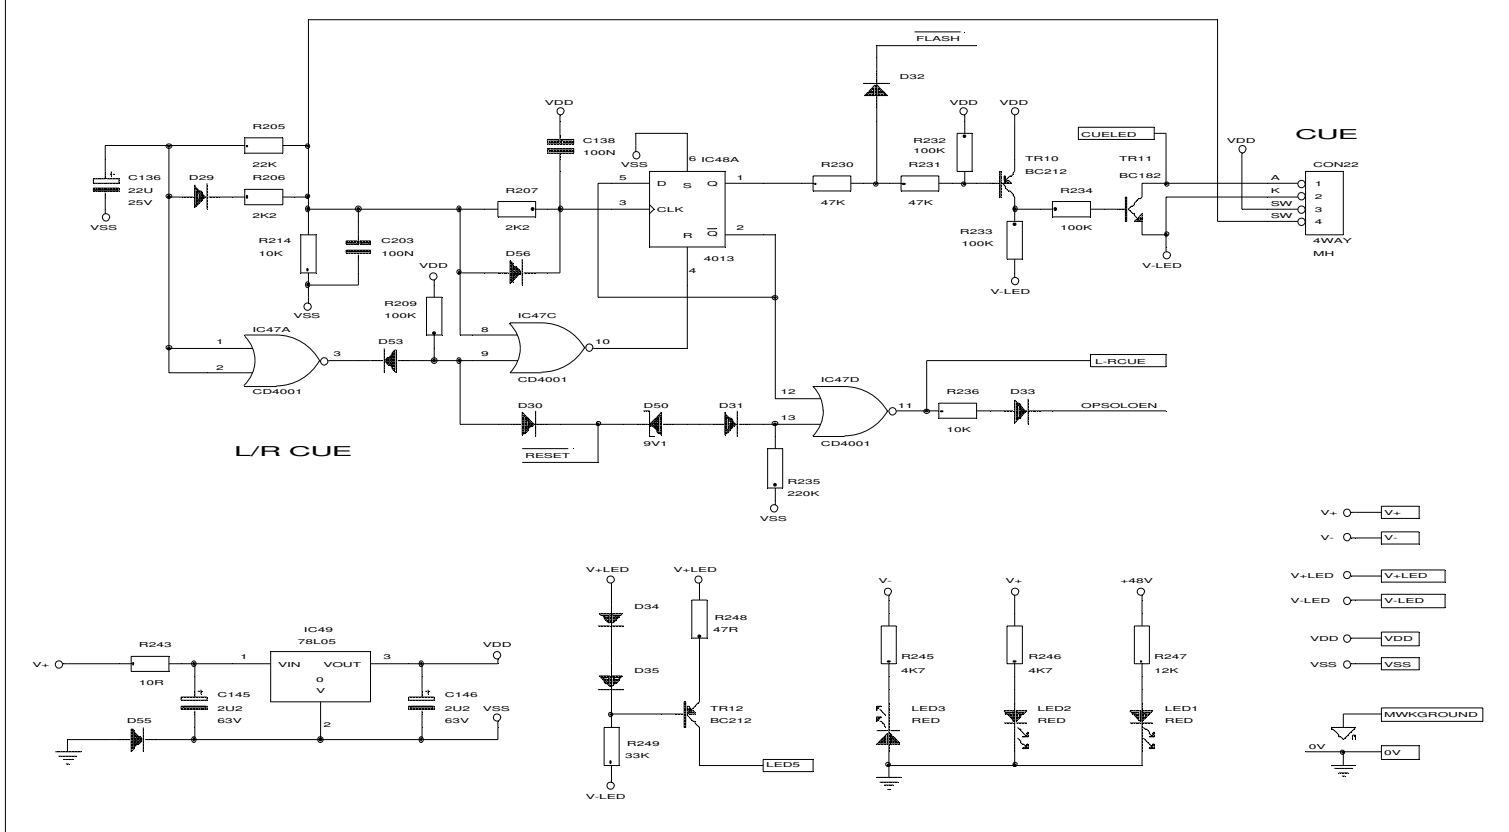 FLASH
D32
VDD
VDD
VDD
C138
100N
R232
100K
CUELED
CUE
VDD
R205
22K
VSS
6
IC48A
TR10
BC212
TR11
BC182
CON22
C136
22U
25V
VSS
D29
R206
2K2
R207
2K2
5
D
S
Q
1
3
CLK
R
Q
2
4013
4
R230
47K
R231
47K
R234
100K
A
K
SW
SW
1
2
3
4
4WAY
MH
R214
10K
C203
100N
VSS
D56
VDD
R233
100K
V-LED
V-LED
R209
100K
IC47A
1
2
3
CD4001
D53
IC47C
8
9
10
CD4001
L-RCUE
IC47D
12
13
11
CD4001
R236
10K
D33
OPSOLOEN
D30
D50
9V1
D31
RESET
L/R CUE
R235
220K
VSS
V+
V+
V-
V-
V+LED
V+LED
V-LED
V-LED
VDD
VDD
VSS
VSS
MWKGROUND
0V
0V
V+LED
V+LED
D34
R248
47R
D35
TR12
BC212
R249
33K
V-LED
LED5
V-
V+
+48V
R245
4K7
R246
4K7
R247
12K
LED3
RED
LED2
RED
LED1
RED
IC49
78L05
R243
10R
V+
1
VIN
VOUT
0
V
3
2
VDD
C145
2U2
63V
C146
2U2
63V
VSS
D55